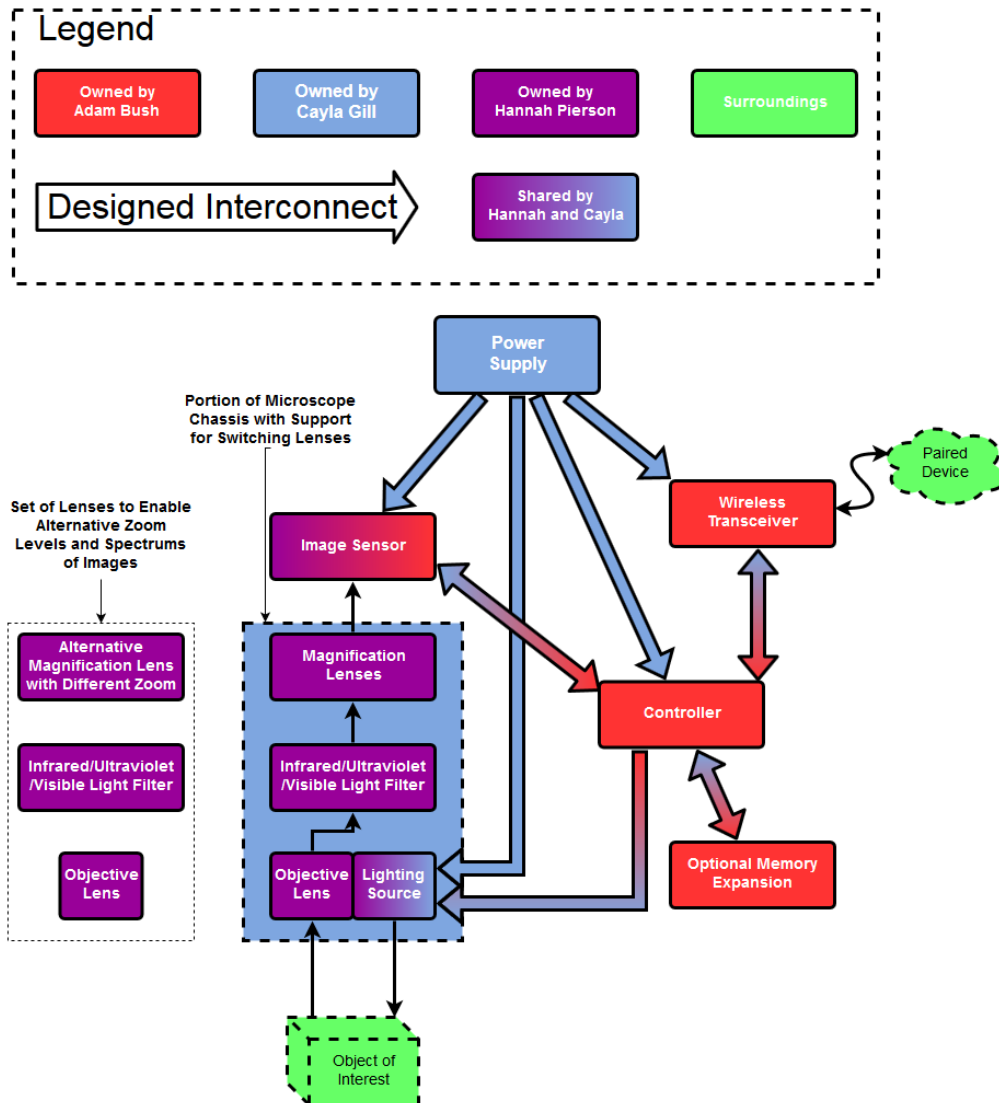 Legend
Owned by
Adam Bush
Owned by
Cayla Gill
Owned by
Hannah Pierson
Surroundings
Designed Interconnect
Shared by
Hannah and Cayla
Power
Supply
Portion of Microscope
Chassis with Support
for Switching Lenses
Paired
Device
Wireless
Transceiver
Set of Lenses to Enable
Alternative Zoom
Levels and Spectrums
of Images
Image Sensor
Alternative
Magnification Lens
with Different Zoom
Magnification
Lenses
Controller
Infrared/Ultraviolet
/Visible Light Filter
Infrared/Ultraviolet
/Visible Light Filter
Objective
Lens
Objective
Lens
Lighting
Source
Optional Memory
Expansion
Object of
Interest